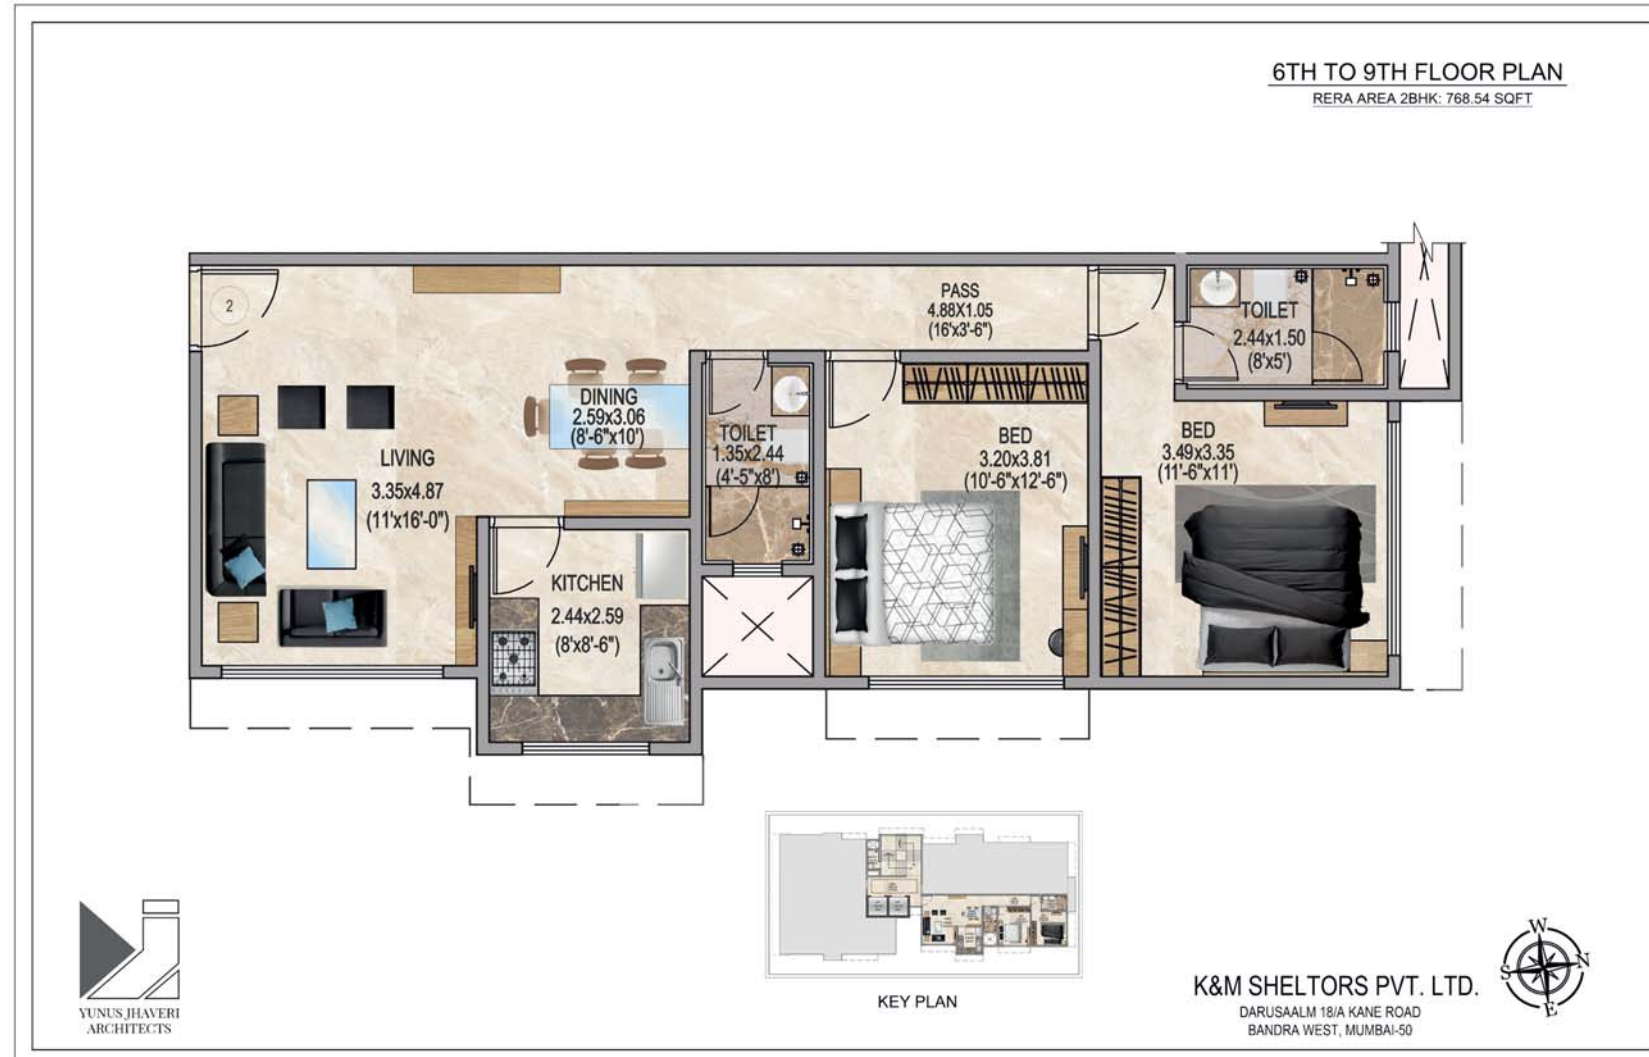 6TH TO 9TH FLOOR PLAN
RERA AREA 2BHK: 768.54 SQFT
2
PASS
4.88X1.05
(16'x3'-6")
TOILET
2.44x1.50
(8'x5')
DINING
2.59x3.06
(8'-6"x10')
TOILET
1.35x2.44
(4'-5"x8')
BED
3.20x3.81
(10'-6"x12'-6")
BED
3.49x3.35
(11'-6"x11')
LIVING
3.35x4.87
(11'x16'-0")
KITCHEN
2.44x2.59
(8'x8'-6")
KEY PLAN
YUNUS JHAVERI
ARCHITECTS
K&M SHELTORS PVT. LTD.
DARUSAALM 18/A KANE ROAD
BANDRA WEST, MUMBAI-50
W
S
N
E